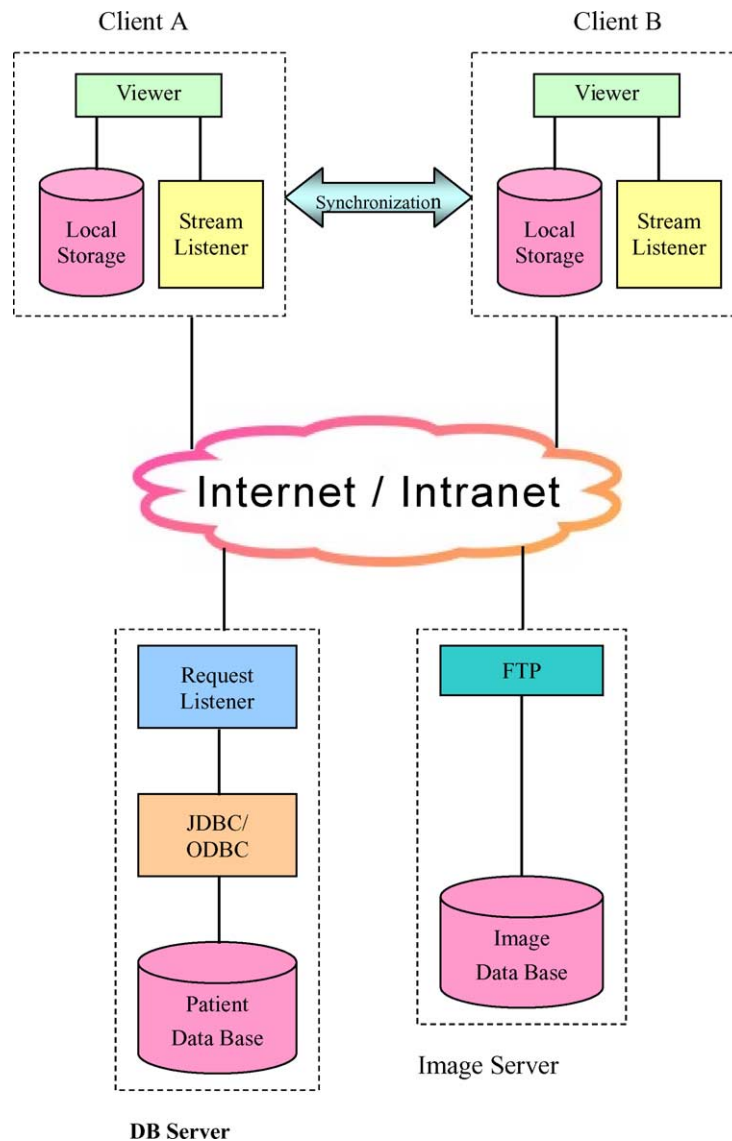 Client A
Client B
Viewer
Viewer
Local
Storage
Stream
Listener
Synchronization
Local
Storage
Stream
Listener
Internet / Intranet
Request
Listener
FTP
JDBC/
ODBC
Patient
Data Base
Image
Data Base
Image Server
DB Server